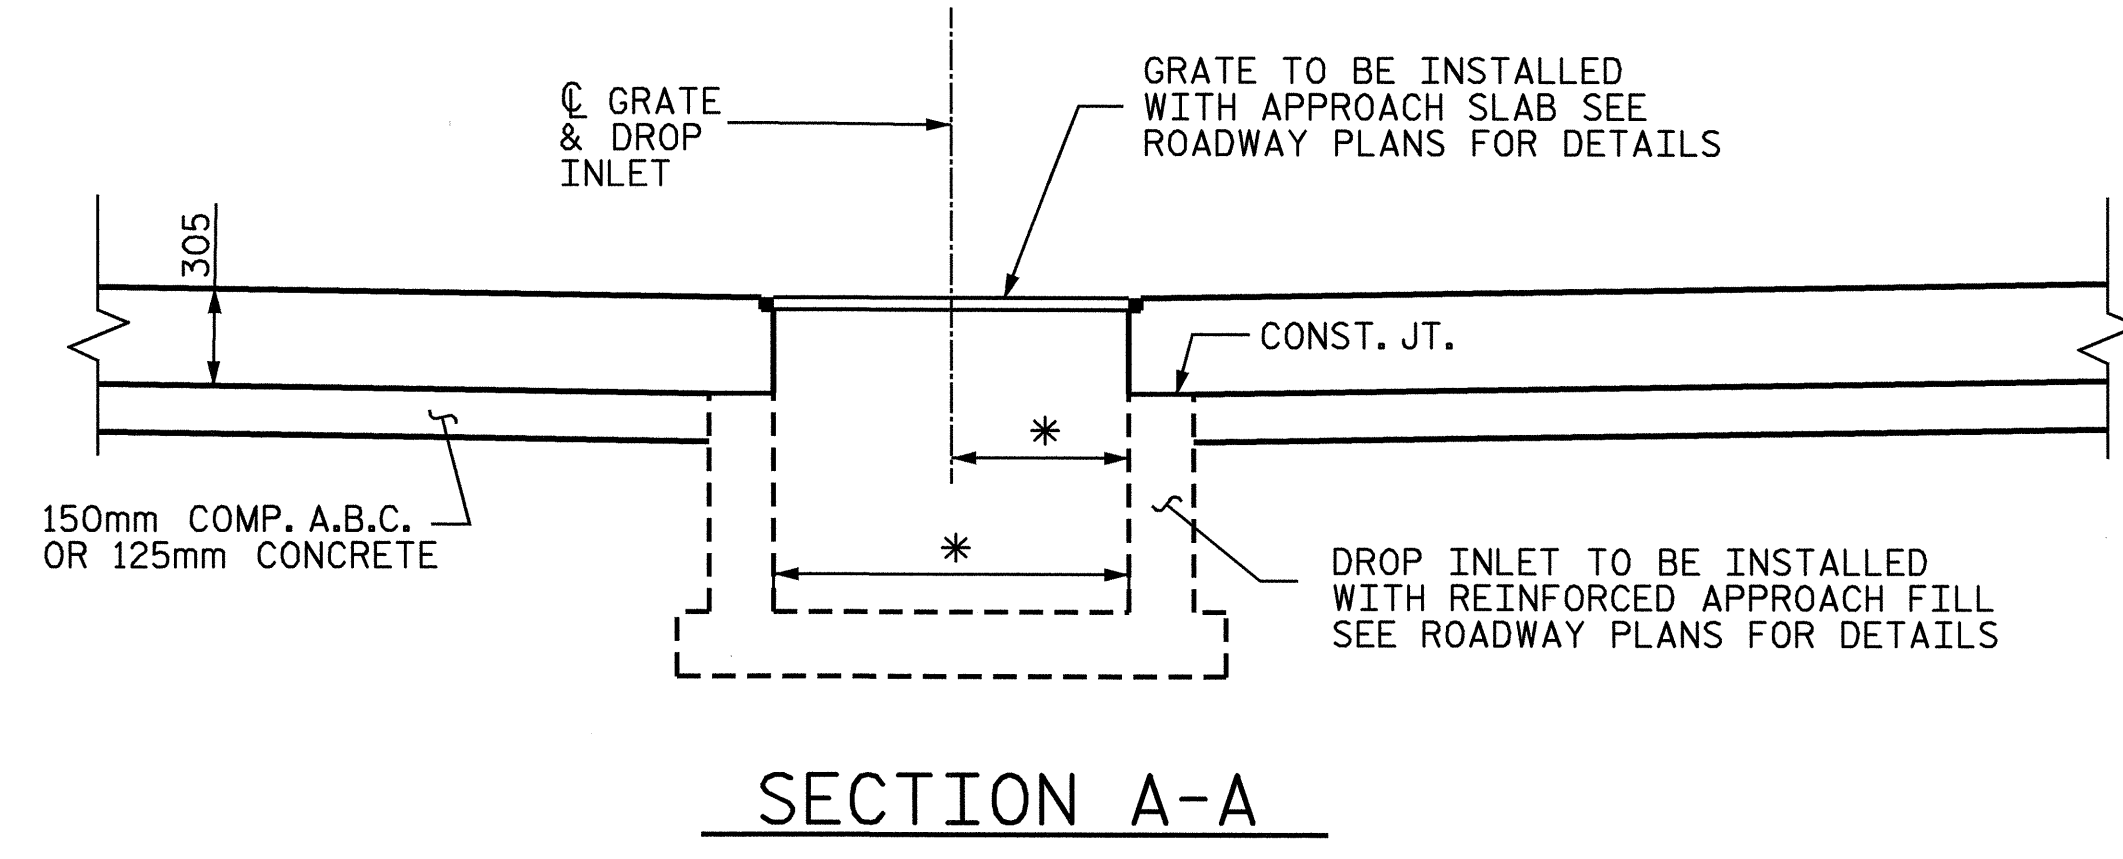 ℄ GRATE
& DROP
INLET
GRATE TO BE INSTALLED
WITH APPROACH SLAB SEE
ROADWAY PLANS FOR DETAILS
305
CONST. JT.
*
*
150mm COMP. A.B.C.
OR 125mm CONCRETE
DROP INLET TO BE INSTALLED
WITH REINFORCED APPROACH FILL
SEE ROADWAY PLANS FOR DETAILS
SECTION A-A